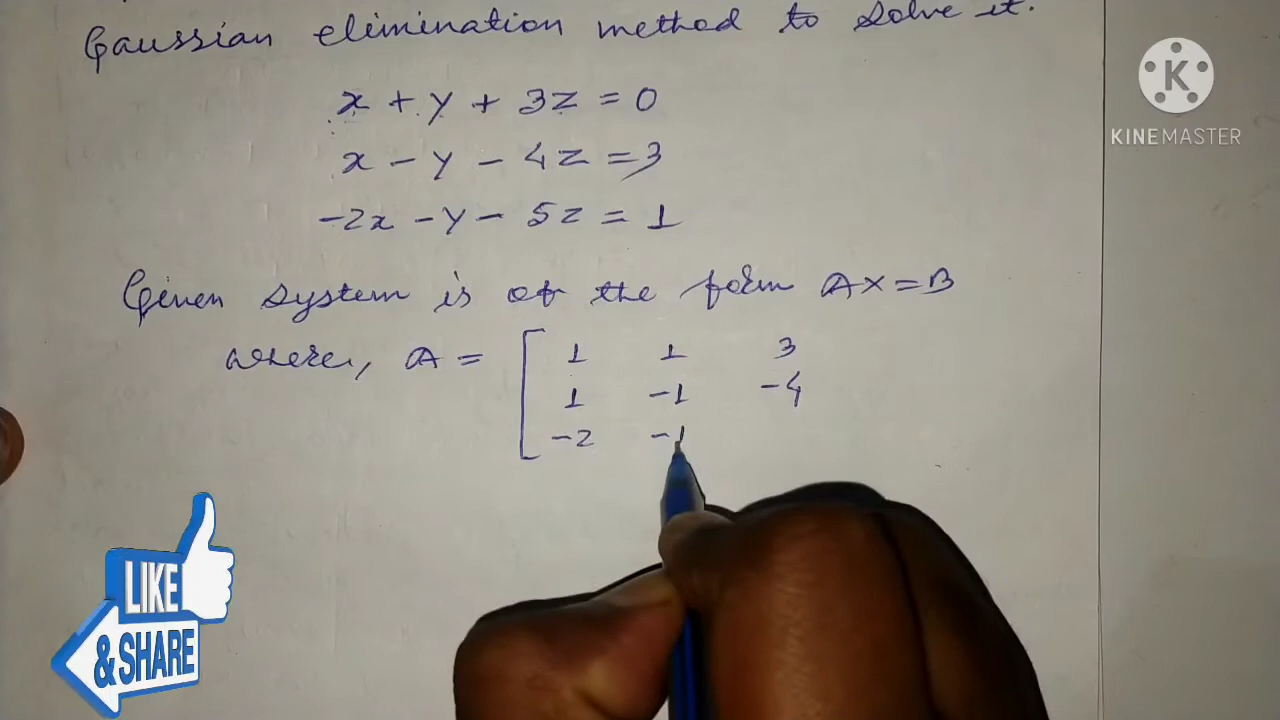 Gaussian elimination method to solve it.
x + y + 3z = 0
x - y - 4z = 3
-2x - y - 5z = 1
Given system is of the form AX = B
where, A = [ 1 1 3
1 -1 -4
-2 -1
KINEMASTER
LIKE
& SHARE